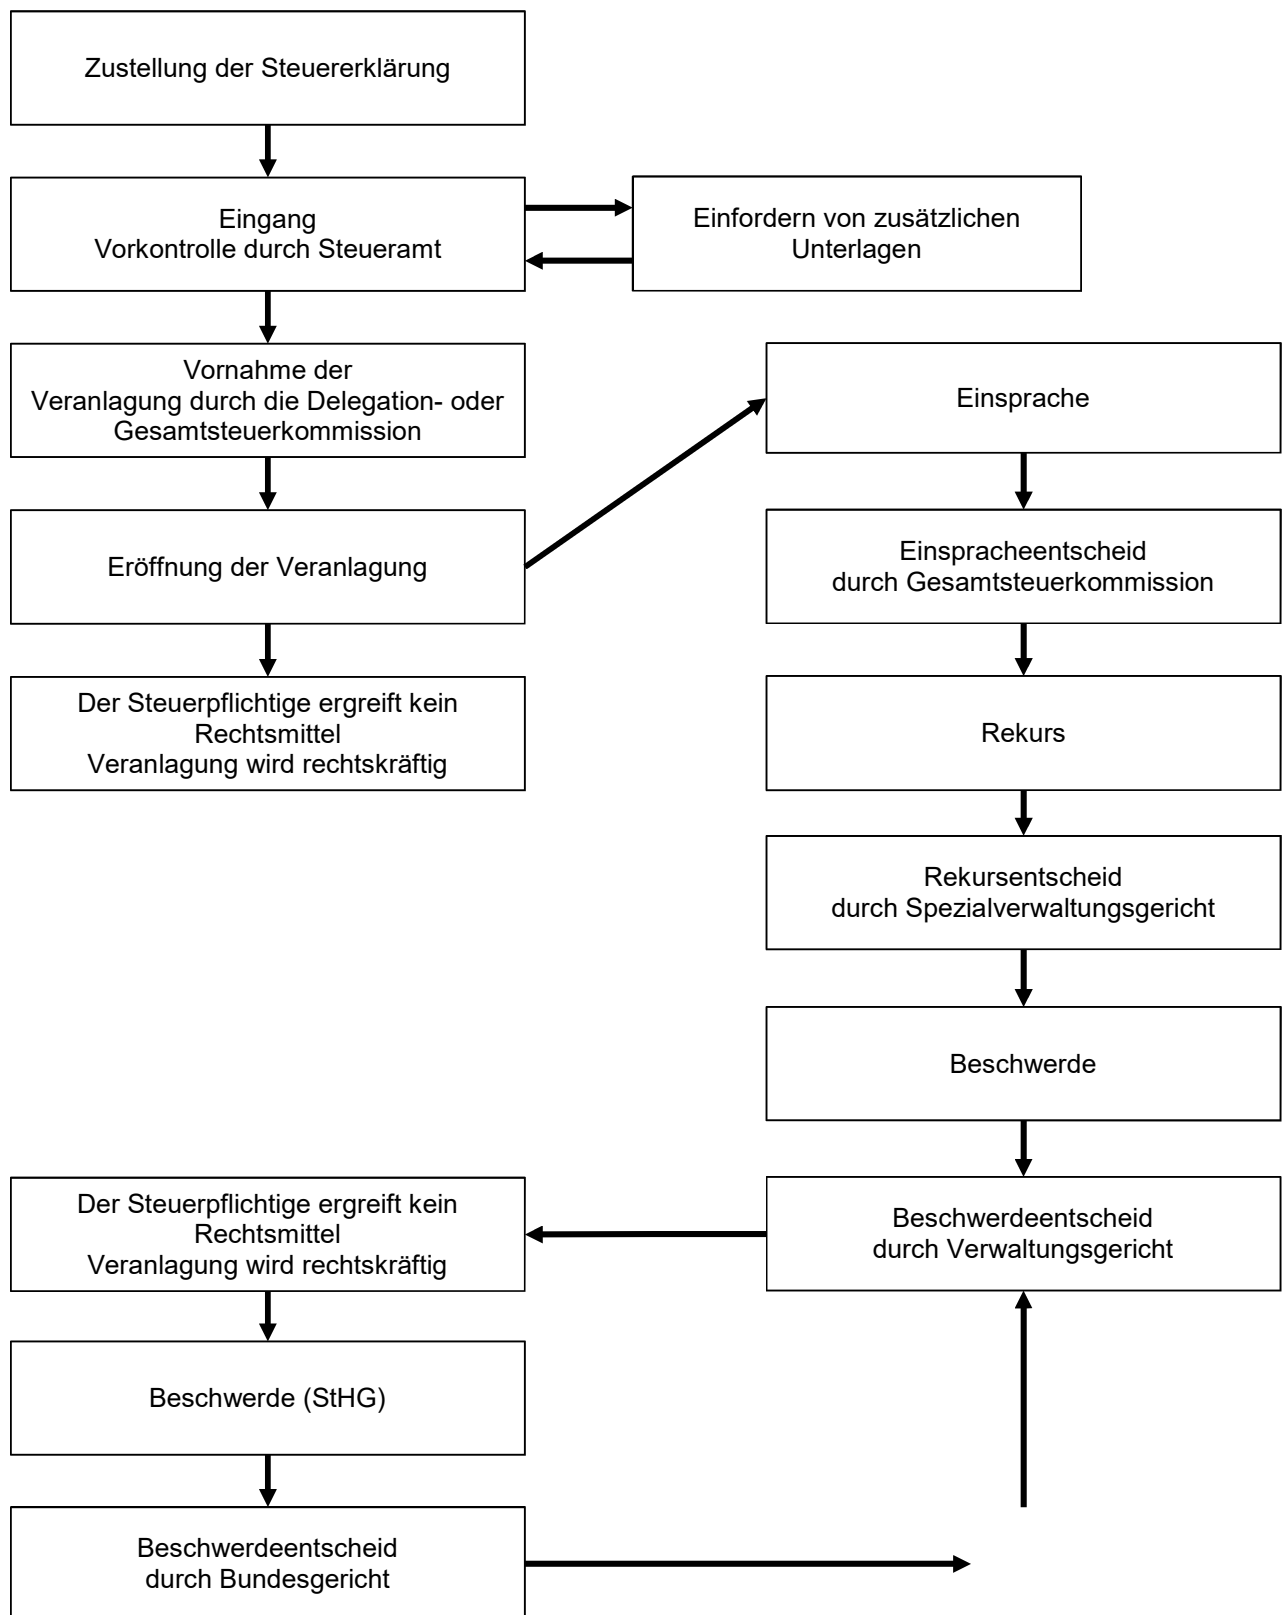 Zustellung der Steuererklärung
Eingang
Vorkontrolle durch Steueramt
Einfordern von zusätzlichen
Unterlagen
Vornahme der
Veranlagung durch die Delegation- oder
Gesamtsteuerkommission
Einsprache
Eröffnung der Veranlagung
Einspracheentscheid
durch Gesamtsteuerkommission
Der Steuerpflichtige ergreift kein
Rechtsmittel
Veranlagung wird rechtskräftig
Rekurs
Rekursentscheid
durch Spezialverwaltungsgericht
Beschwerde
Der Steuerpflichtige ergreift kein
Rechtsmittel
Veranlagung wird rechtskräftig
Beschwerdeentscheid
durch Verwaltungsgericht
Beschwerde (StHG)
Beschwerdeentscheid
durch Bundesgericht